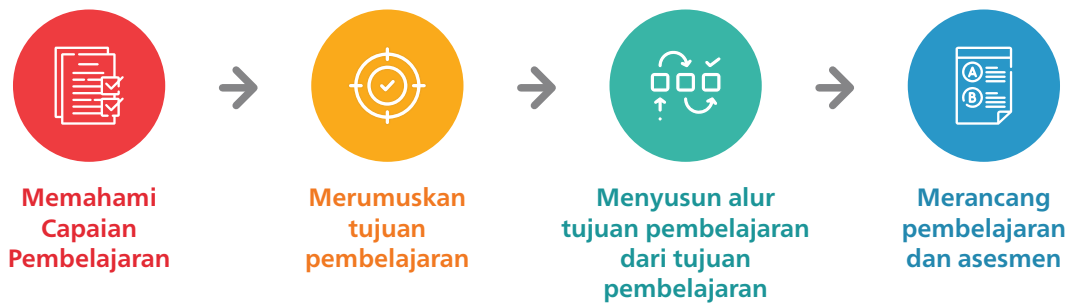 Memahami
Capaian
Pembelajaran
Merumuskan
tujuan
pembelajaran
Menyusun alur
tujuan pembelajaran
dari tujuan
pembelajaran
A
B
Merancang
pembelajaran
dan asesmen